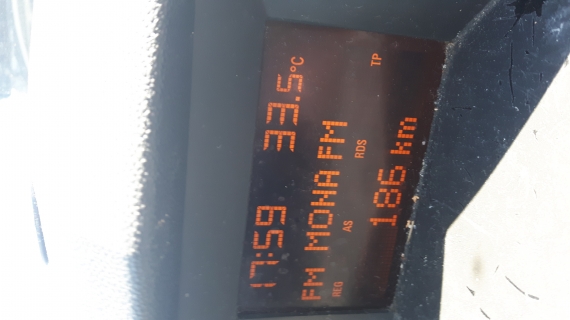 17:59 33.5°C
FM MONA FM
REG AS RDS TP
186 km